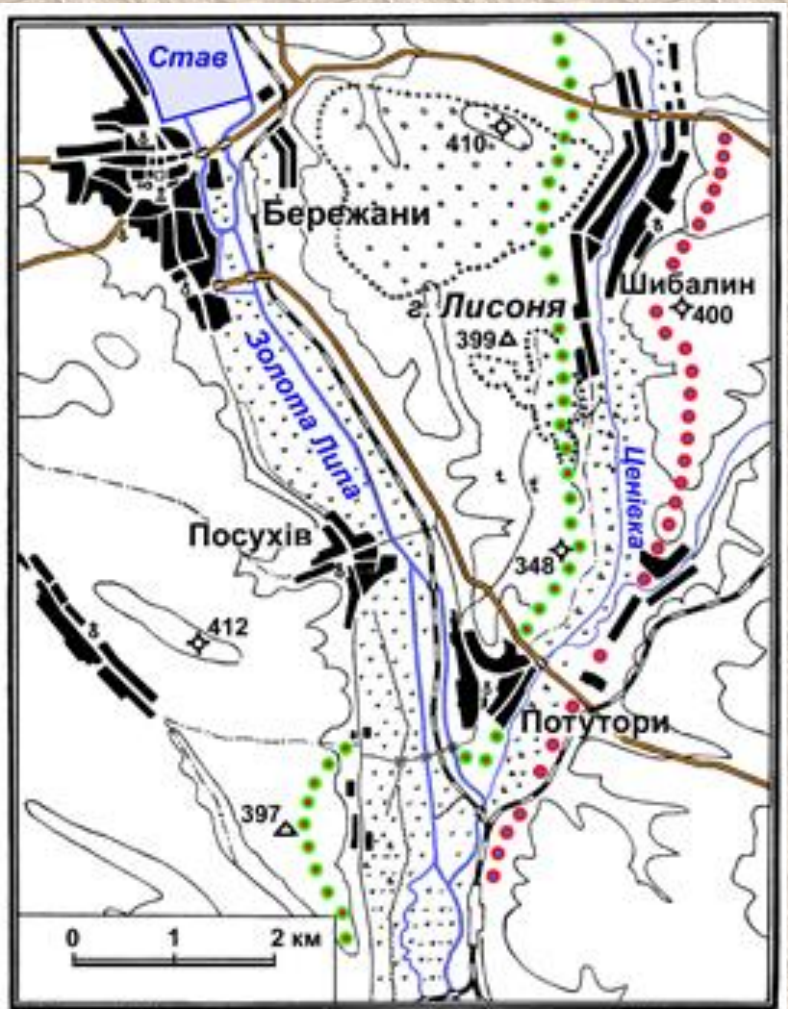 Став
410
Бережани
Шибалин
г. Лисоня
400
399
Золота Липа
Ценівка
Посухів
348
412
Потутори
397
0 1 2 км